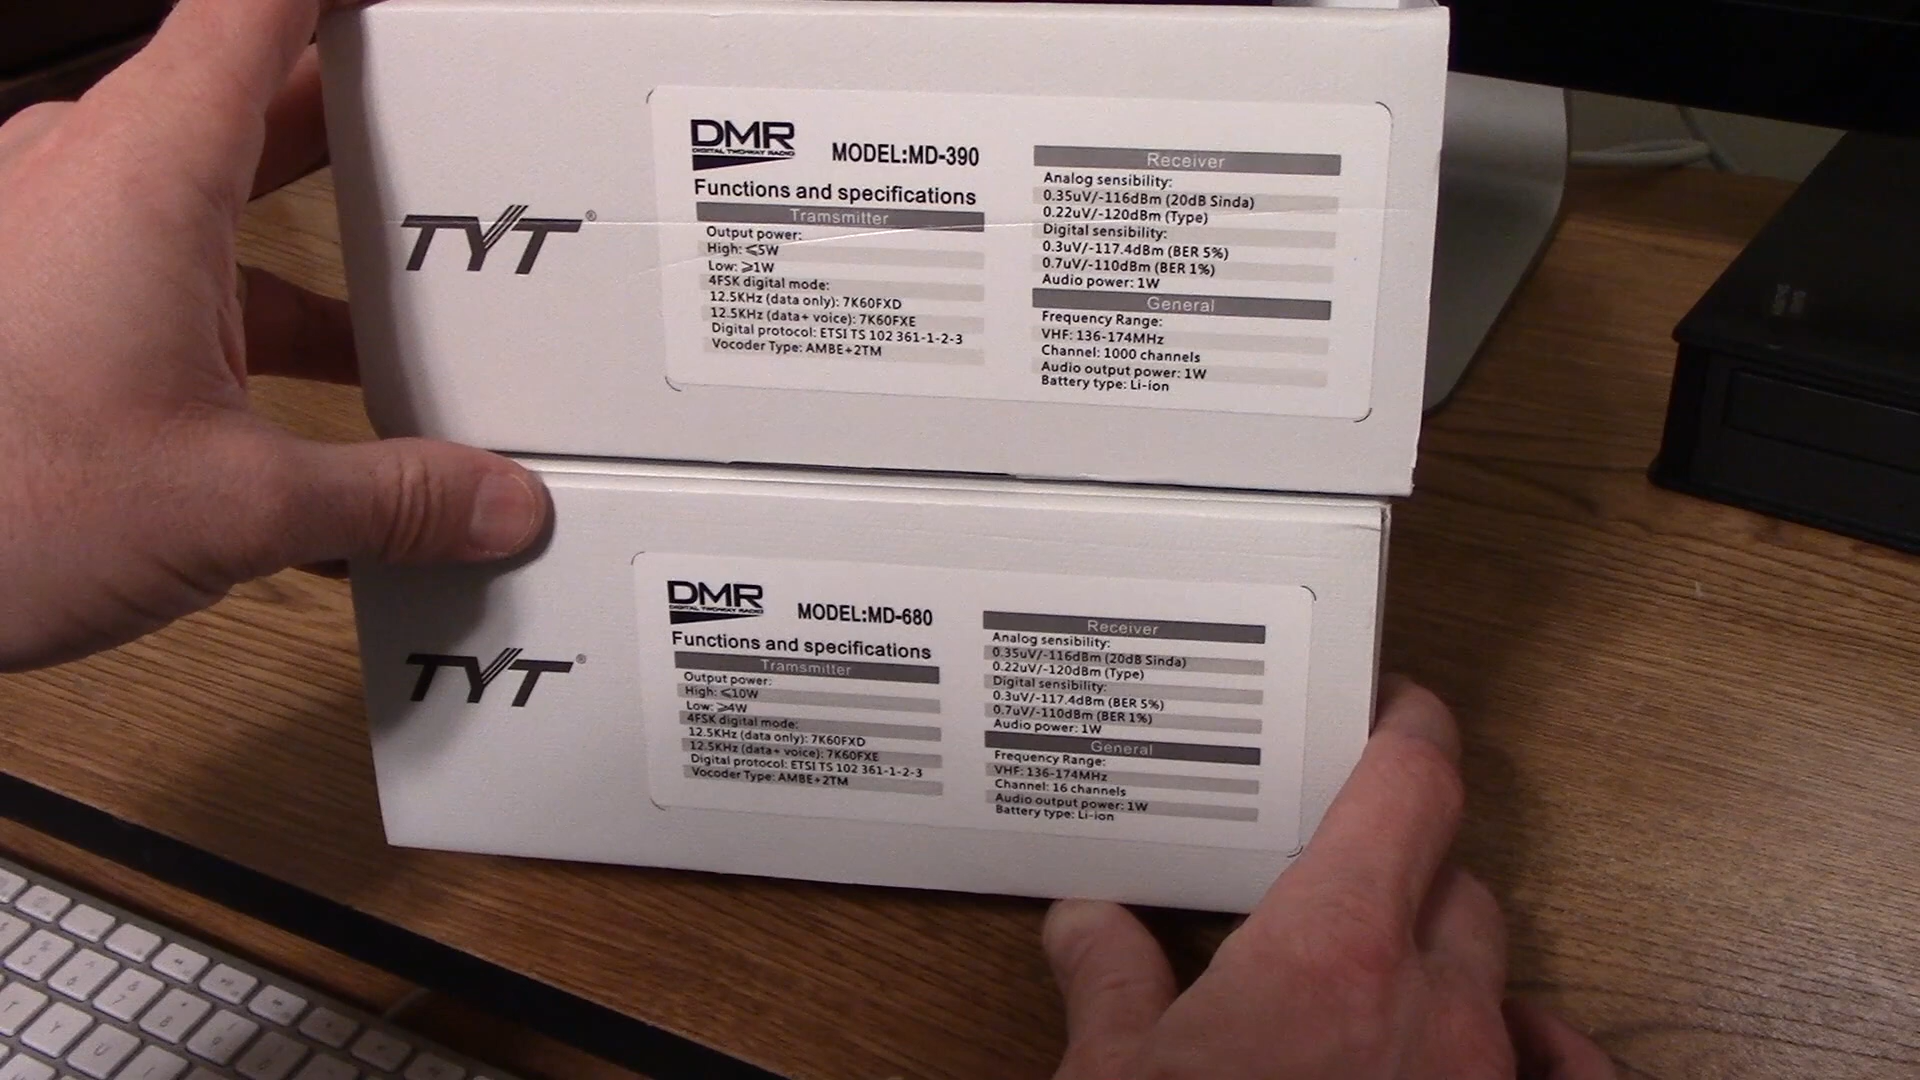 TYT®
DMR
DIGITAL TWO-WAY RADIO
MODEL:MD-390
Functions and specifications
Tramsmitter
Output power:
High: ⩽5W
Low: ⩾1W
4FSK digital mode:
12.5KHz (data only): 7K60FXD
12.5KHz (data+ voice): 7K60FXE
Digital protocol: ETSI TS 102 361-1-2-3
Vocoder Type: AMBE+2TM
Receiver
Analog sensibility:
0.35uV/-116dBm (20dB Sinda)
0.22uV/-120dBm (Type)
Digital sensibility:
0.3uV/-117.4dBm (BER 5%)
0.7uV/-110dBm (BER 1%)
Audio power: 1W
General
Frequency Range:
VHF: 136-174MHz
Channel: 1000 channels
Audio output power: 1W
Battery type: Li-ion
TYT®
DMR
DIGITAL TWO-WAY RADIO
MODEL:MD-680
Functions and specifications
Tramsmitter
Output power:
High: ⩽10W
Low: ⩾4W
4FSK digital mode:
12.5KHz (data only): 7K60FXD
12.5KHz (data+ voice): 7K60FXE
Digital protocol: ETSI TS 102 361-1-2-3
Vocoder Type: AMBE+2TM
Receiver
Analog sensibility:
0.35uV/-116dBm (20dB Sinda)
0.22uV/-120dBm (Type)
Digital sensibility:
0.3uV/-117.4dBm (BER 5%)
0.7uV/-110dBm (BER 1%)
Audio power: 1W
General
Frequency Range:
VHF: 136-174MHz
Channel: 16 channels
Audio output power: 1W
Battery type: Li-ion